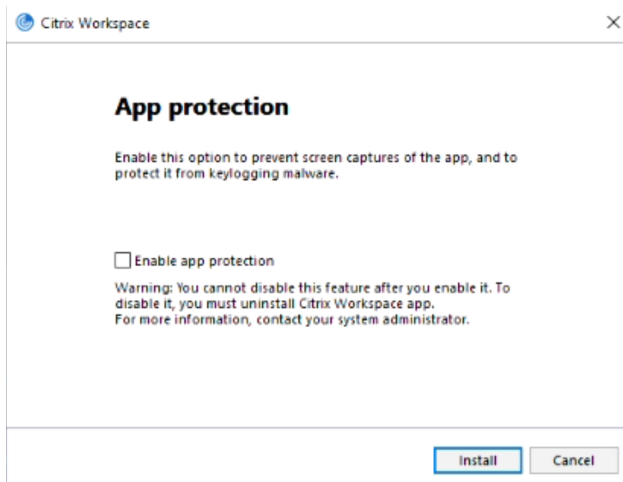 Citrix Workspace
App protection
Enable this option to prevent screen captures of the app, and to
protect it from keylogging malware.
Enable app protection
Warning: You cannot disable this feature after you enable it. To
disable it, you must uninstall Citrix Workspace app.
For more information, contact your system administrator.
Install Cancel